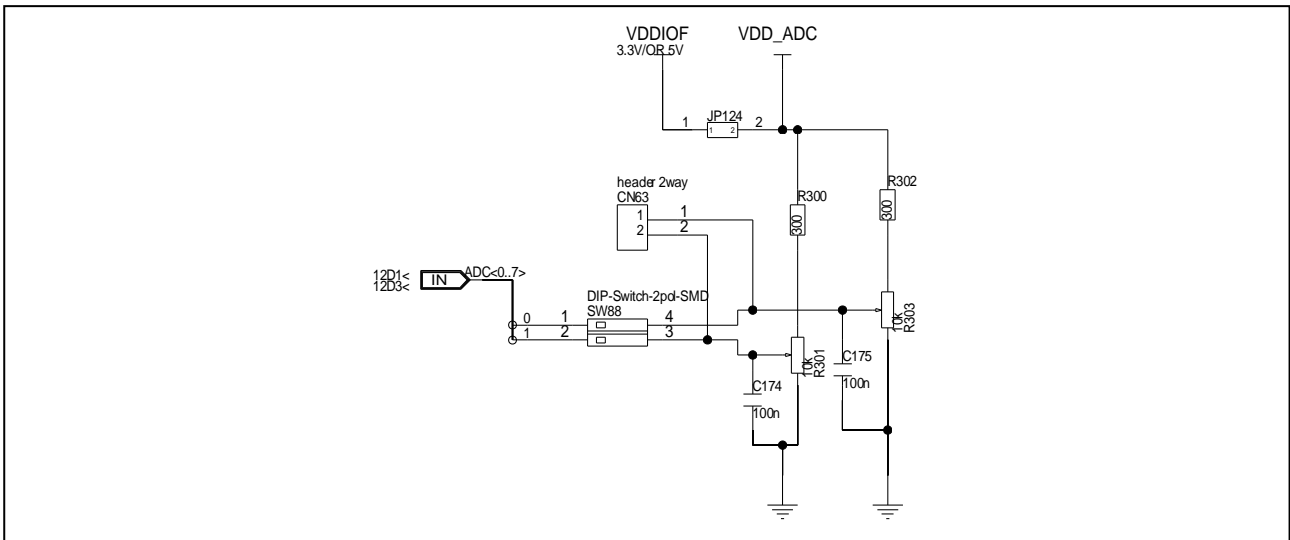 VDDIOF VDD_ADC
3.3V/OR 5V
JP124
1 1 2 2
R302
300
header 2way
CN63
R300
300
1 1
2 2
12D1< IN ADC<0..7>
12D3<
DIP-Switch-2pol-SMD
SW88
0 1 4
1 2 3
10k
R303
10k
R301
C175
100n
C174
100n